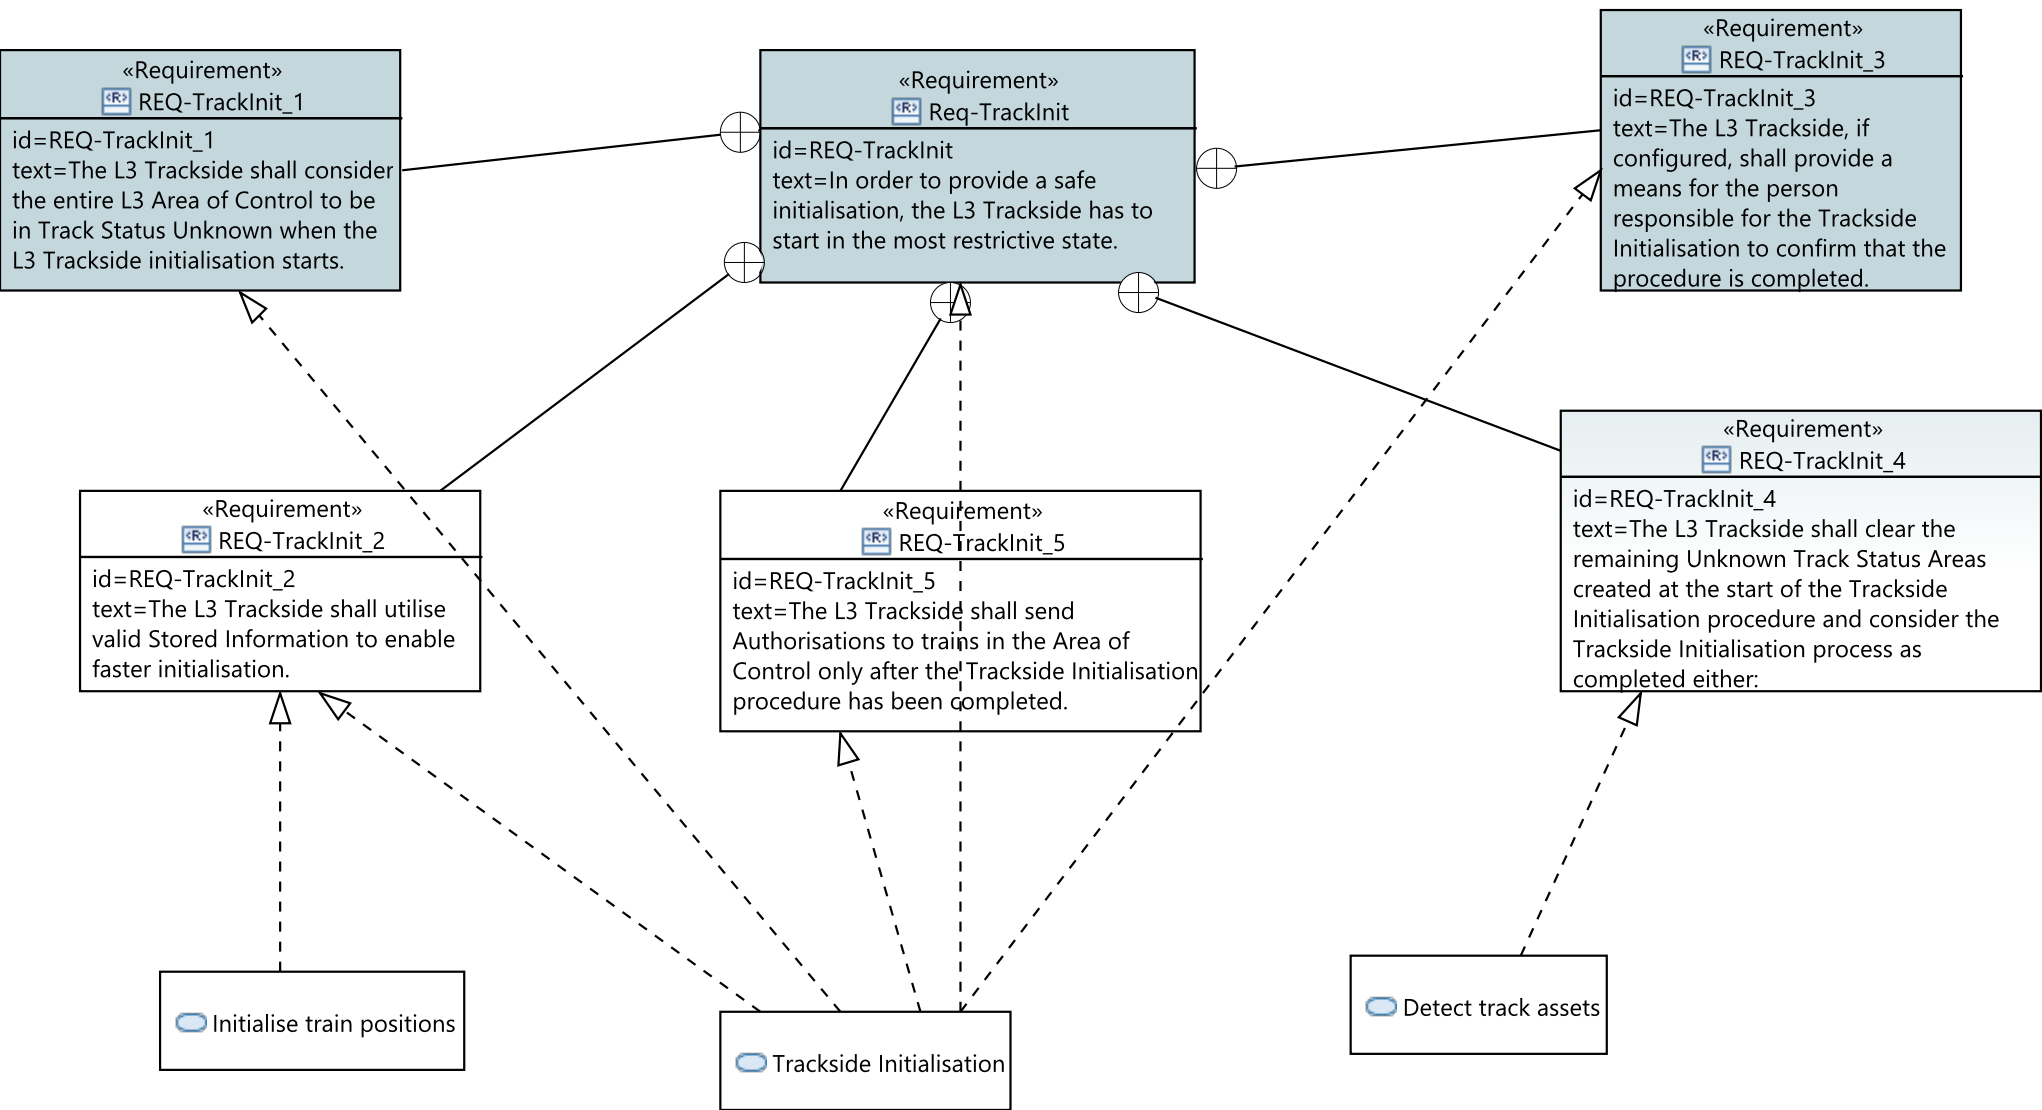 «Requirement»
<R> REQ-TrackInit_1
id=REQ-TrackInit_1
text=The L3 Trackside shall consider
the entire L3 Area of Control to be
in Track Status Unknown when the
L3 Trackside initialisation starts.
«Requirement»
<R> Req-TrackInit
id=REQ-TrackInit
text=In order to provide a safe
initialisation, the L3 Trackside has to
start in the most restrictive state.
«Requirement»
<R> REQ-TrackInit_3
id=REQ-TrackInit_3
text=The L3 Trackside, if
configured, shall provide a
means for the person
responsible for the Trackside
Initialisation to confirm that the
procedure is completed.
«Requirement»
<R> REQ-TrackInit_2
id=REQ-TrackInit_2
text=The L3 Trackside shall utilise
valid Stored Information to enable
faster initialisation.
«Requirement»
<R> REQ-TrackInit_5
id=REQ-TrackInit_5
text=The L3 Trackside shall send
Authorisations to trains in the Area of
Control only after the Trackside Initialisation
procedure has been completed.
«Requirement»
<R> REQ-TrackInit_4
id=REQ-TrackInit_4
text=The L3 Trackside shall clear the
remaining Unknown Track Status Areas
created at the start of the Trackside
Initialisation procedure and consider the
Trackside Initialisation process as
completed either:
Initialise train positions
Trackside Initialisation
Detect track assets